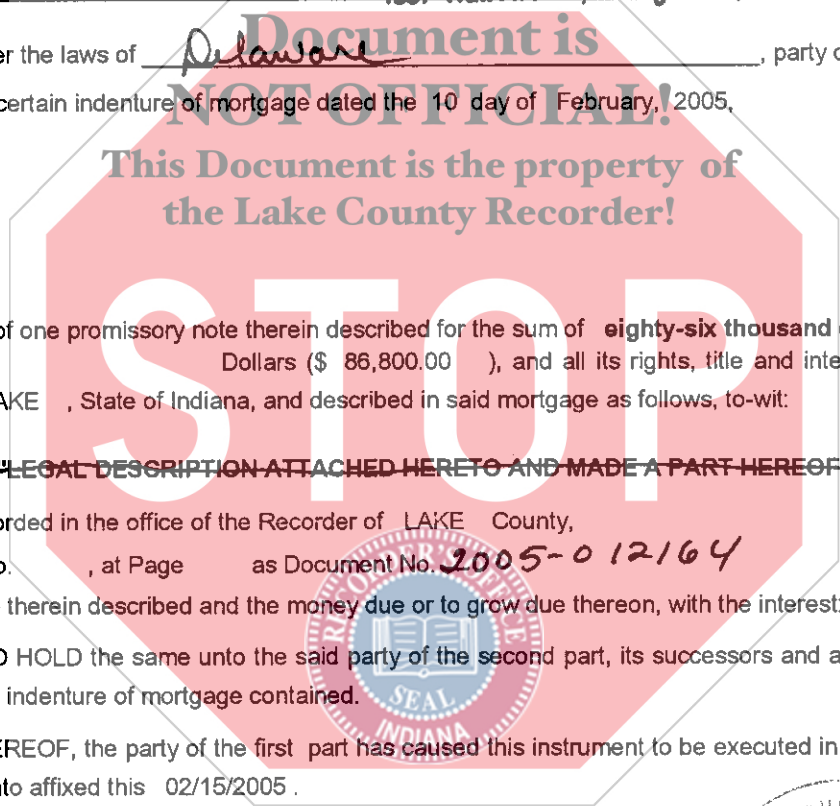 Document is
er the laws of Delaware , party o
certain indenture of mortgage dated the 10 day of February, 2005,
NOT OFFICIAL!
This Document is the property of
the Lake County Recorder!
STOP
of one promissory note therein described for the sum of eighty-six thousand
Dollars ($ 86,800.00 ), and all its rights, title and inte
AKE , State of Indiana, and described in said mortgage as follows, to-wit:
LEGAL DESCRIPTION ATTACHED HERETO AND MADE A PART HEREOF
orded in the office of the Recorder of LAKE County,
o. , at Page as Document No. 2005-012164
therein described and the money due or to grow due thereon, with the interest
O HOLD the same unto the said party of the second part, its successors and a
indenture of mortgage contained.
EREOF, the party of the first part has caused this instrument to be executed in
nto affixed this 02/15/2005 .
RECORDER'S OFFICE
SEAL
INDIANA